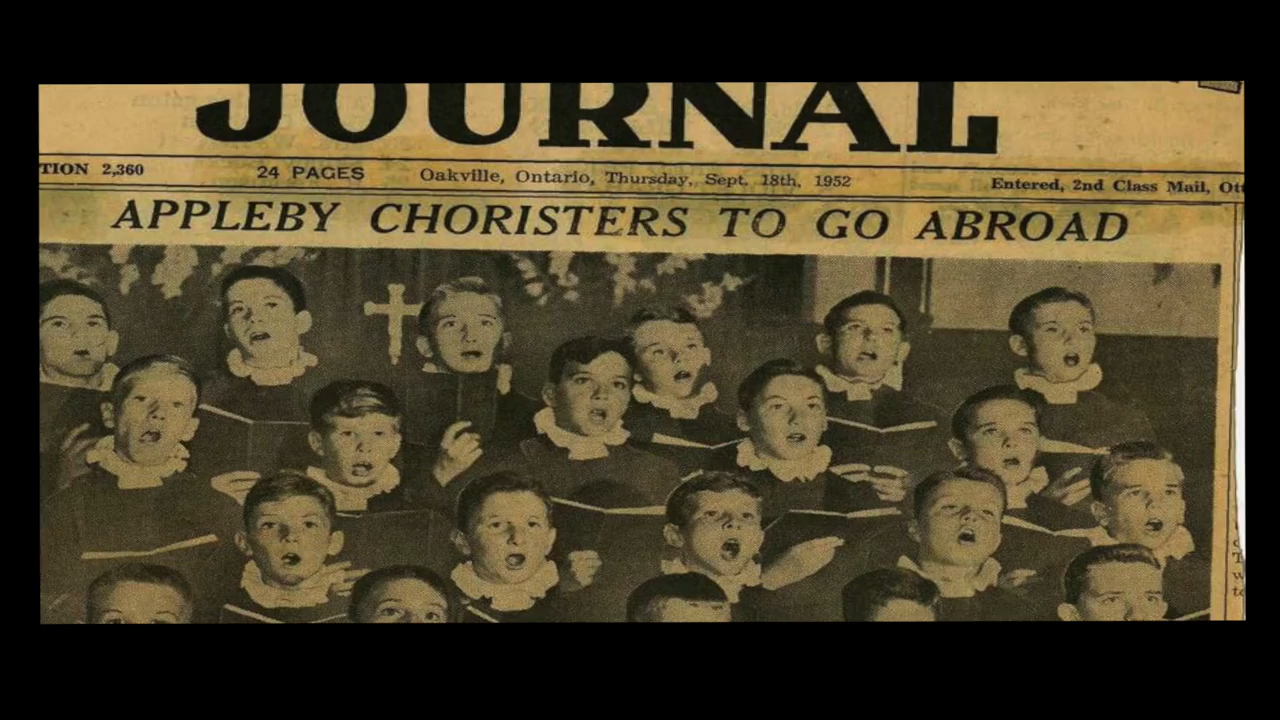 JOURNAL
TION 2,360 24 PAGES Oakville, Ontario, Thursday, Sept. 18th, 1952 Entered, 2nd Class Mail, Ott
APPLEBY CHORISTERS TO GO ABROAD